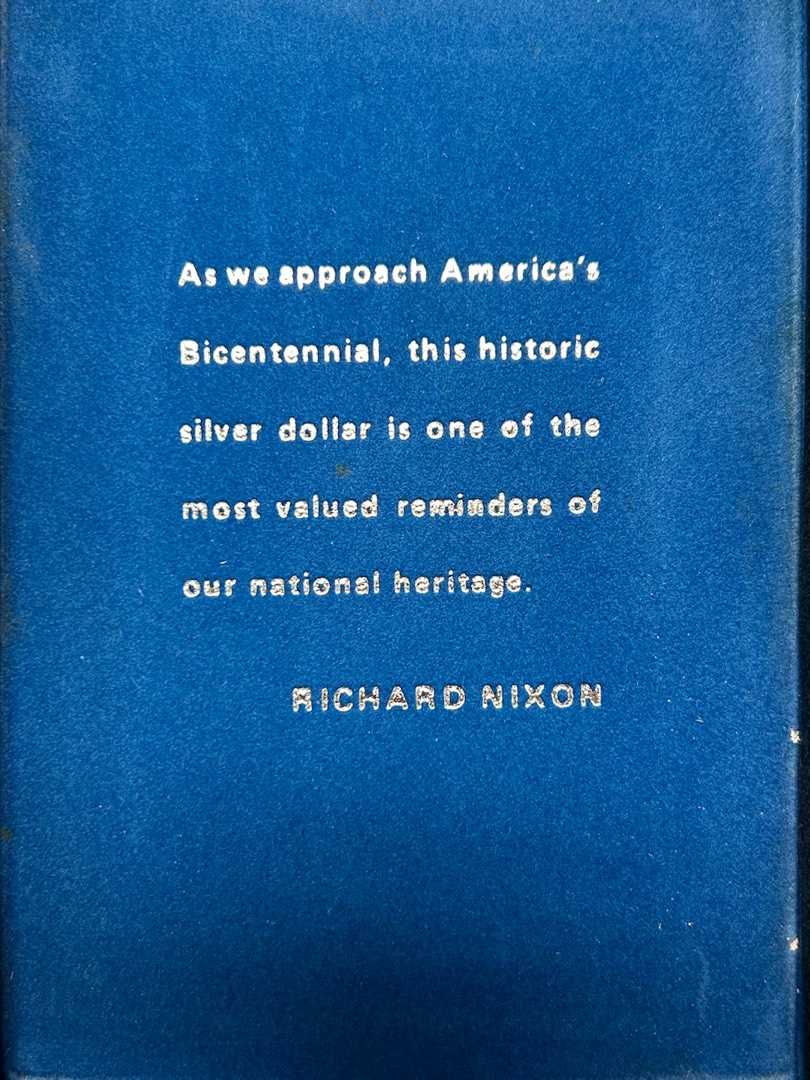 As we approach America's
Bicentennial, this historic
silver dollar is one of the
most valued reminders of
our national heritage.
RICHARD NIXON